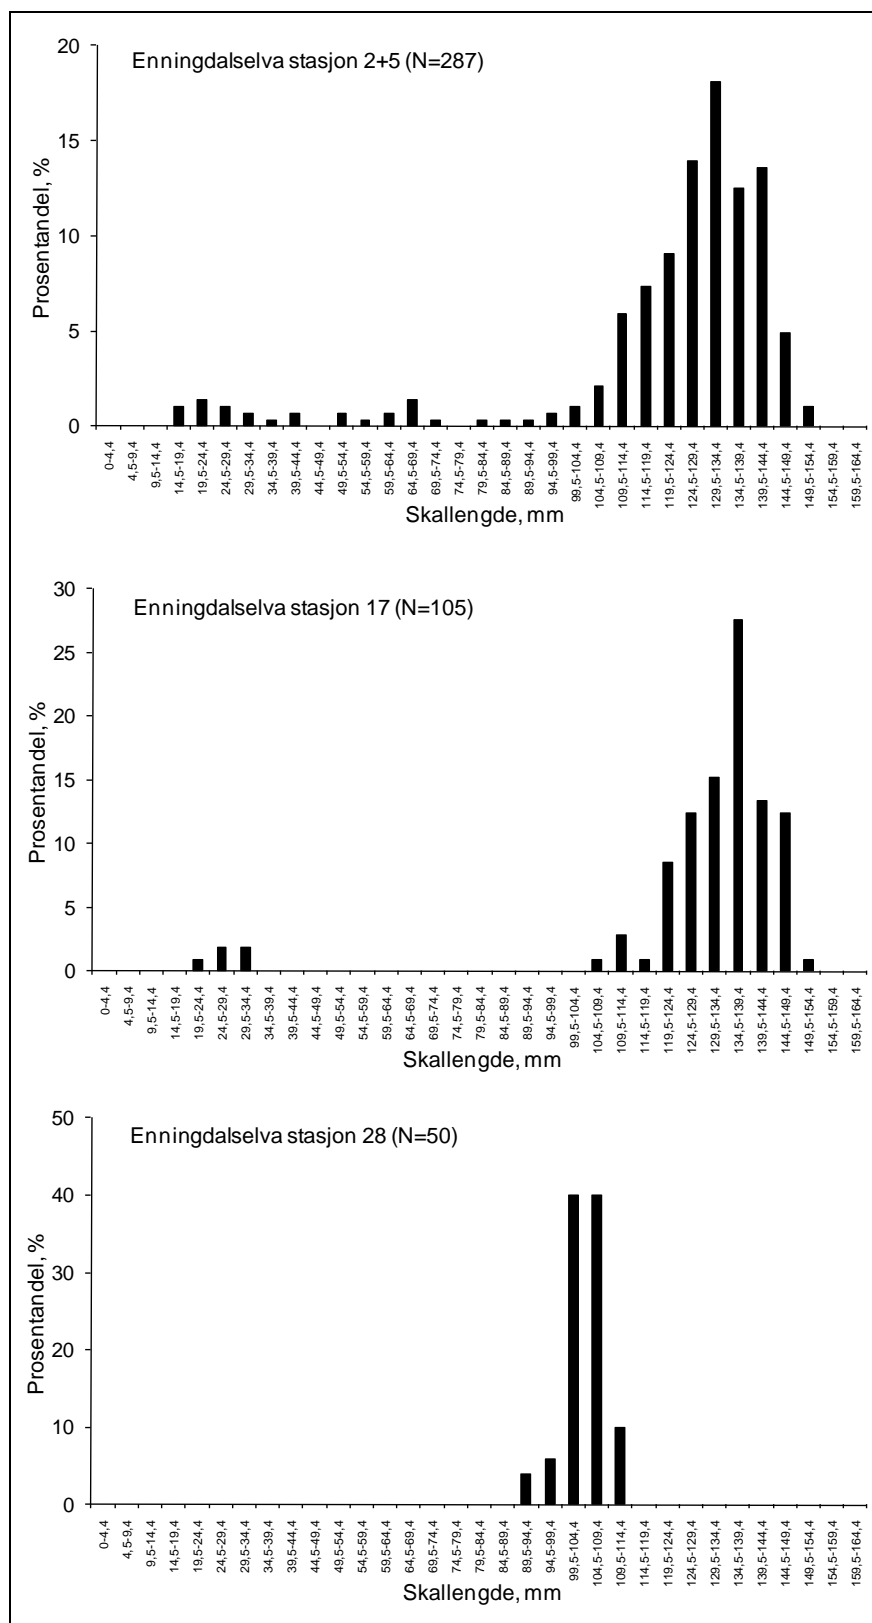 Enningdalselva stasjon 2+5 (N=287)
Prosentandel, %
20
15
10
5
0
0-4,4 4,5-9,4 9,5-14,4 14,5-19,4 19,5-24,4 24,5-29,4 29,5-34,4 34,5-39,4 39,5-44,4 44,5-49,4 49,5-54,4 54,5-59,4 59,5-64,4 64,5-69,4 69,5-74,4 74,5-79,4 79,5-84,4 84,5-89,4 89,5-94,4 94,5-99,4 99,5-104,4 104,5-109,4 109,5-114,4 114,5-119,4 119,5-124,4 124,5-129,4 129,5-134,4 134,5-139,4 139,5-144,4 144,5-149,4 149,5-154,4 154,5-159,4 159,5-164,4
Skallengde, mm
Enningdalselva stasjon 17 (N=105)
Prosentandel, %
30
25
20
15
10
5
0
0-4,4 4,5-9,4 9,5-14,4 14,5-19,4 19,5-24,4 24,5-29,4 29,5-34,4 34,5-39,4 39,5-44,4 44,5-49,4 49,5-54,4 54,5-59,4 59,5-64,4 64,5-69,4 69,5-74,4 74,5-79,4 79,5-84,4 84,5-89,4 89,5-94,4 94,5-99,4 99,5-104,4 104,5-109,4 109,5-114,4 114,5-119,4 119,5-124,4 124,5-129,4 129,5-134,4 134,5-139,4 139,5-144,4 144,5-149,4 149,5-154,4 154,5-159,4 159,5-164,4
Skallengde, mm
Enningdalselva stasjon 28 (N=50)
Prosentandel, %
50
40
30
20
10
0
0-4,4 4,5-9,4 9,5-14,4 14,5-19,4 19,5-24,4 24,5-29,4 29,5-34,4 34,5-39,4 39,5-44,4 44,5-49,4 49,5-54,4 54,5-59,4 59,5-64,4 64,5-69,4 69,5-74,4 74,5-79,4 79,5-84,4 84,5-89,4 89,5-94,4 94,5-99,4 99,5-104,4 104,5-109,4 109,5-114,4 114,5-119,4 119,5-124,4 124,5-129,4 129,5-134,4 134,5-139,4 139,5-144,4 144,5-149,4 149,5-154,4 154,5-159,4 159,5-164,4
Skallengde, mm